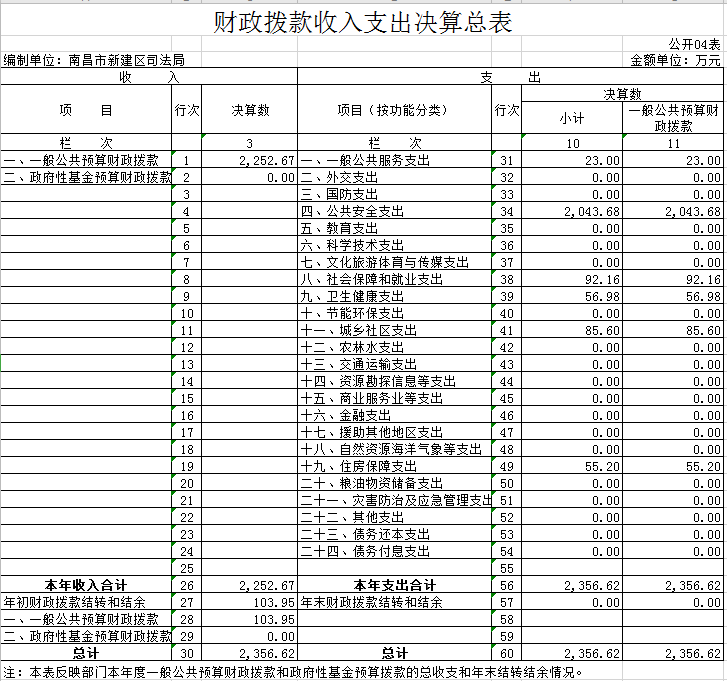 财政拨款收入支出决算总表
公开04表
编制单位：南昌市新建区司法局 金额单位：万元
收 入 支 出
项 目 行次 决算数 项目（按功能分类） 行次 决算数
小计 一般公共预算财政拨款
栏 次 3 栏 次 10 11
一、一般公共预算财政拨款 1 2,252.67 一、一般公共服务支出 31 23.00 23.00
二、政府性基金预算财政拨款 2 0.00 二、外交支出 32 0.00 0.00
3 三、国防支出 33 0.00 0.00
4 四、公共安全支出 34 2,043.68 2,043.68
5 五、教育支出 35 0.00 0.00
6 六、科学技术支出 36 0.00 0.00
7 七、文化旅游体育与传媒支出 37 0.00 0.00
8 八、社会保障和就业支出 38 92.16 92.16
9 九、卫生健康支出 39 56.98 56.98
10 十、节能环保支出 40 0.00 0.00
11 十一、城乡社区支出 41 85.60 85.60
12 十二、农林水支出 42 0.00 0.00
13 十三、交通运输支出 43 0.00 0.00
14 十四、资源勘探信息等支出 44 0.00 0.00
15 十五、商业服务业等支出 45 0.00 0.00
16 十六、金融支出 46 0.00 0.00
17 十七、援助其他地区支出 47 0.00 0.00
18 十八、自然资源海洋气象等支出 48 0.00 0.00
19 十九、住房保障支出 49 55.20 55.20
20 二十、粮油物资储备支出 50 0.00 0.00
21 二十一、灾害防治及应急管理支出 51 0.00 0.00
22 二十二、其他支出 52 0.00 0.00
23 二十三、债务还本支出 53 0.00 0.00
24 二十四、债务付息支出 54 0.00 0.00
25 55
本年收入合计 26 2,252.67 本年支出合计 56 2,356.62 2,356.62
年初财政拨款结转和结余 27 103.95 年末财政拨款结转和结余 57 0.00 0.00
一、一般公共预算财政拨款 28 103.95 58
二、政府性基金预算财政拨款 29 0.00 59
总计 30 2,356.62 总计 60 2,356.62 2,356.62
注：本表反映部门本年度一般公共预算财政拨款和政府性基金预算拨款的总收支和年末结转结余情况。